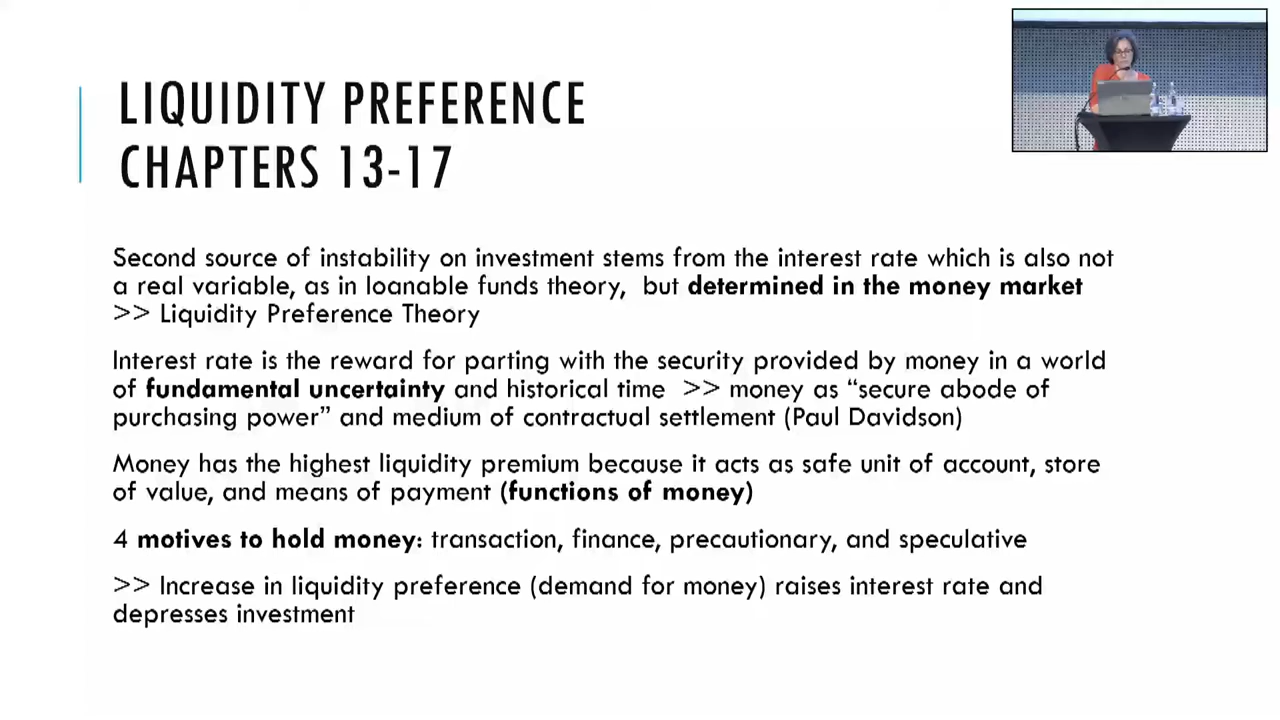 LIQUIDITY PREFERENCE
CHAPTERS 13-17
Second source of instability on investment stems from the interest rate which is also not
a real variable, as in loanable funds theory, but determined in the money market
>> Liquidity Preference Theory
Interest rate is the reward for parting with the security provided by money in a world
of fundamental uncertainty and historical time >> money as “secure abode of
purchasing power” and medium of contractual settlement (Paul Davidson)
Money has the highest liquidity premium because it acts as safe unit of account, store
of value, and means of payment (functions of money)
4 motives to hold money: transaction, finance, precautionary, and speculative
>> Increase in liquidity preference (demand for money) raises interest rate and
depresses investment